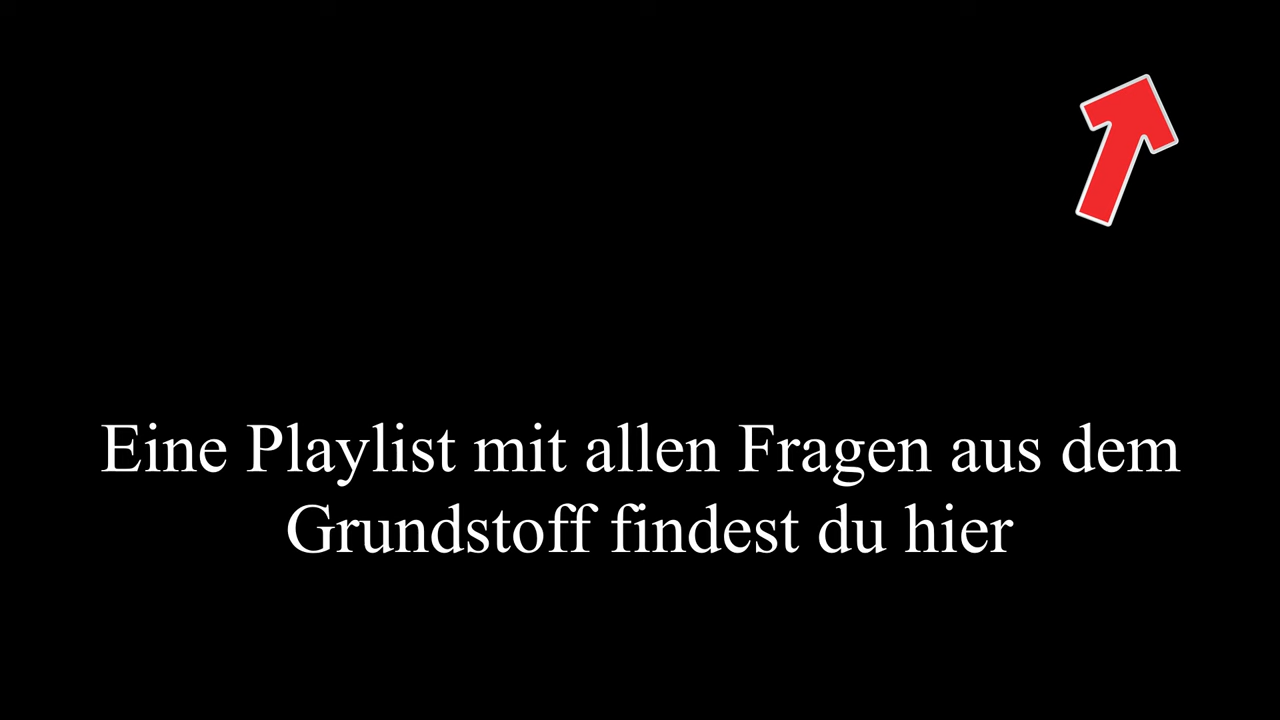 Eine Playlist mit allen Fragen aus dem
Grundstoff findest du hier